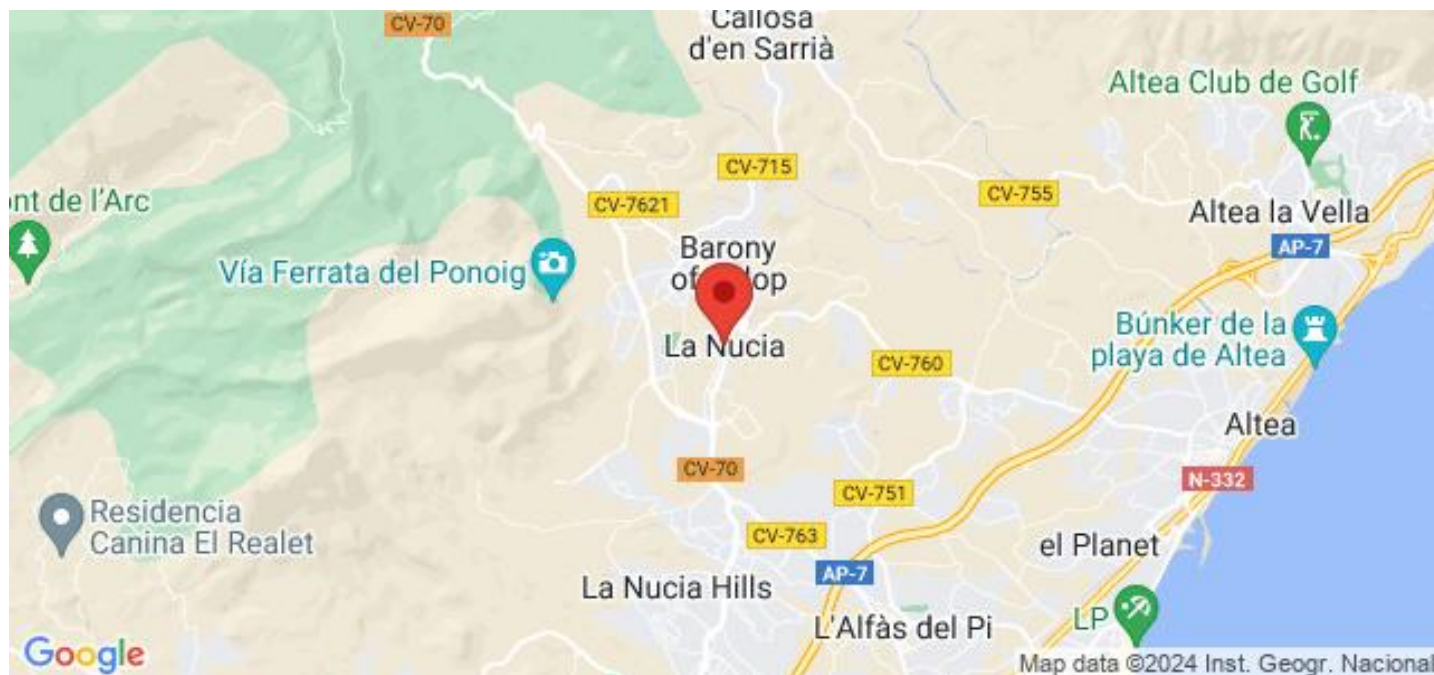 CV-70
Callosa
d'en Sarrià
Altea Club de Golf
CV-715
CV-755
ont de l'Arc
CV-7621
Altea la Vella
AP-7
Barony
Vía Ferrata del Ponoig
Búnker de la
playa de Altea
La Nucia
CV-760
Altea
CV-70
N-332
CV-751
Residencia
Canina El Realet
CV-763
el Planet
AP-7
La Nucia Hills
L'Alfàs del Pi
LP
Google
Map data ©2024 Inst. Geogr. Nacional